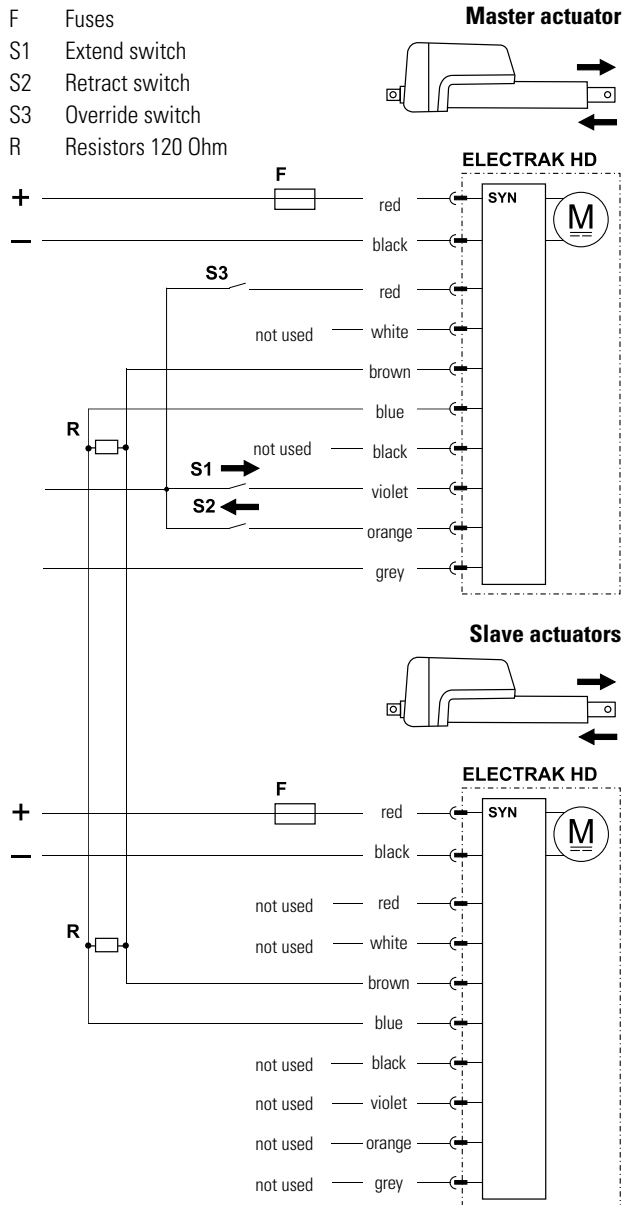 F Fuses
S1 Extend switch
S2 Retract switch
S3 Override switch
R Resistors 120 Ohm
Master actuator
ELECTRAK HD
F
+ red
SYN
M
– black
S3
red
not used white
brown
blue
R
not used black
S1
violet
S2
orange
grey
Slave actuators
ELECTRAK HD
F
+ red
SYN
M
– black
not used red
not used white
R
brown
blue
not used black
not used violet
not used orange
not used grey